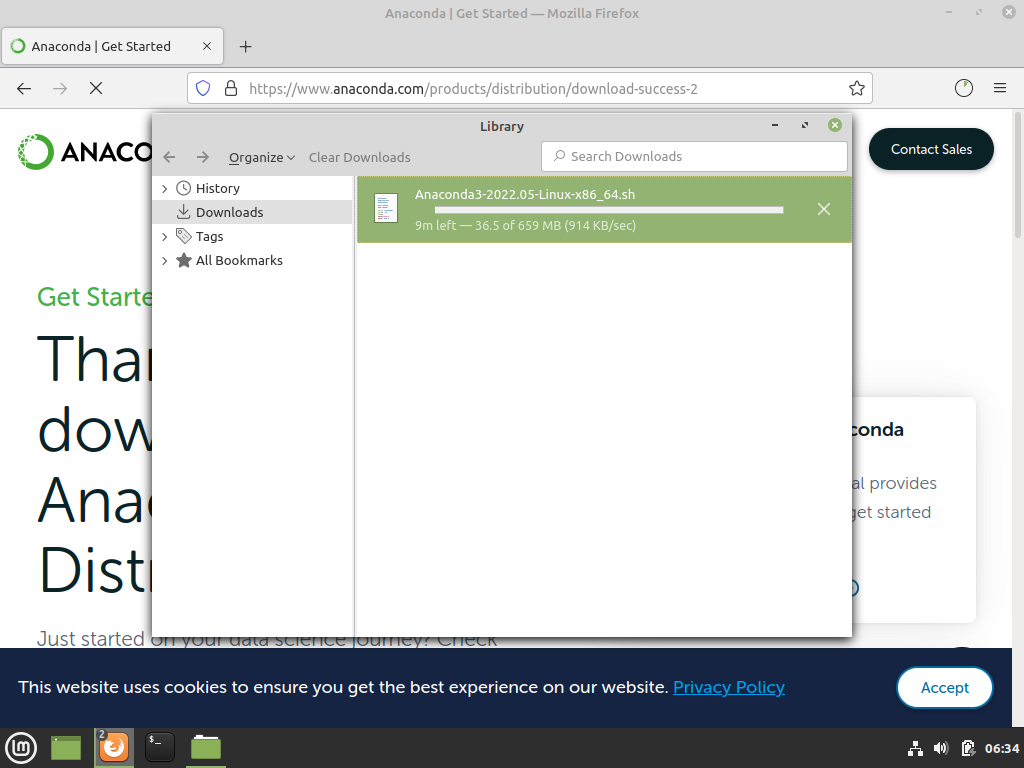 Anaconda | Get Started — Mozilla Firefox
Anaconda | Get Started
https://www.anaconda.com/products/distribution/download-success-2
Library
Organize
Clear Downloads
Search Downloads
History
Downloads
Tags
All Bookmarks
Anaconda3-2022.05-Linux-x86_64.sh
9m left — 36.5 of 659 MB (914 KB/sec)
ANACO
Contact Sales
Get Starte
Than
dow
Anac
Distr
Just started on your data science journey? Check
conda
al provides
get started
This website uses cookies to ensure you get the best experience on our website. Privacy Policy
Accept
lm
2
$_
06:34